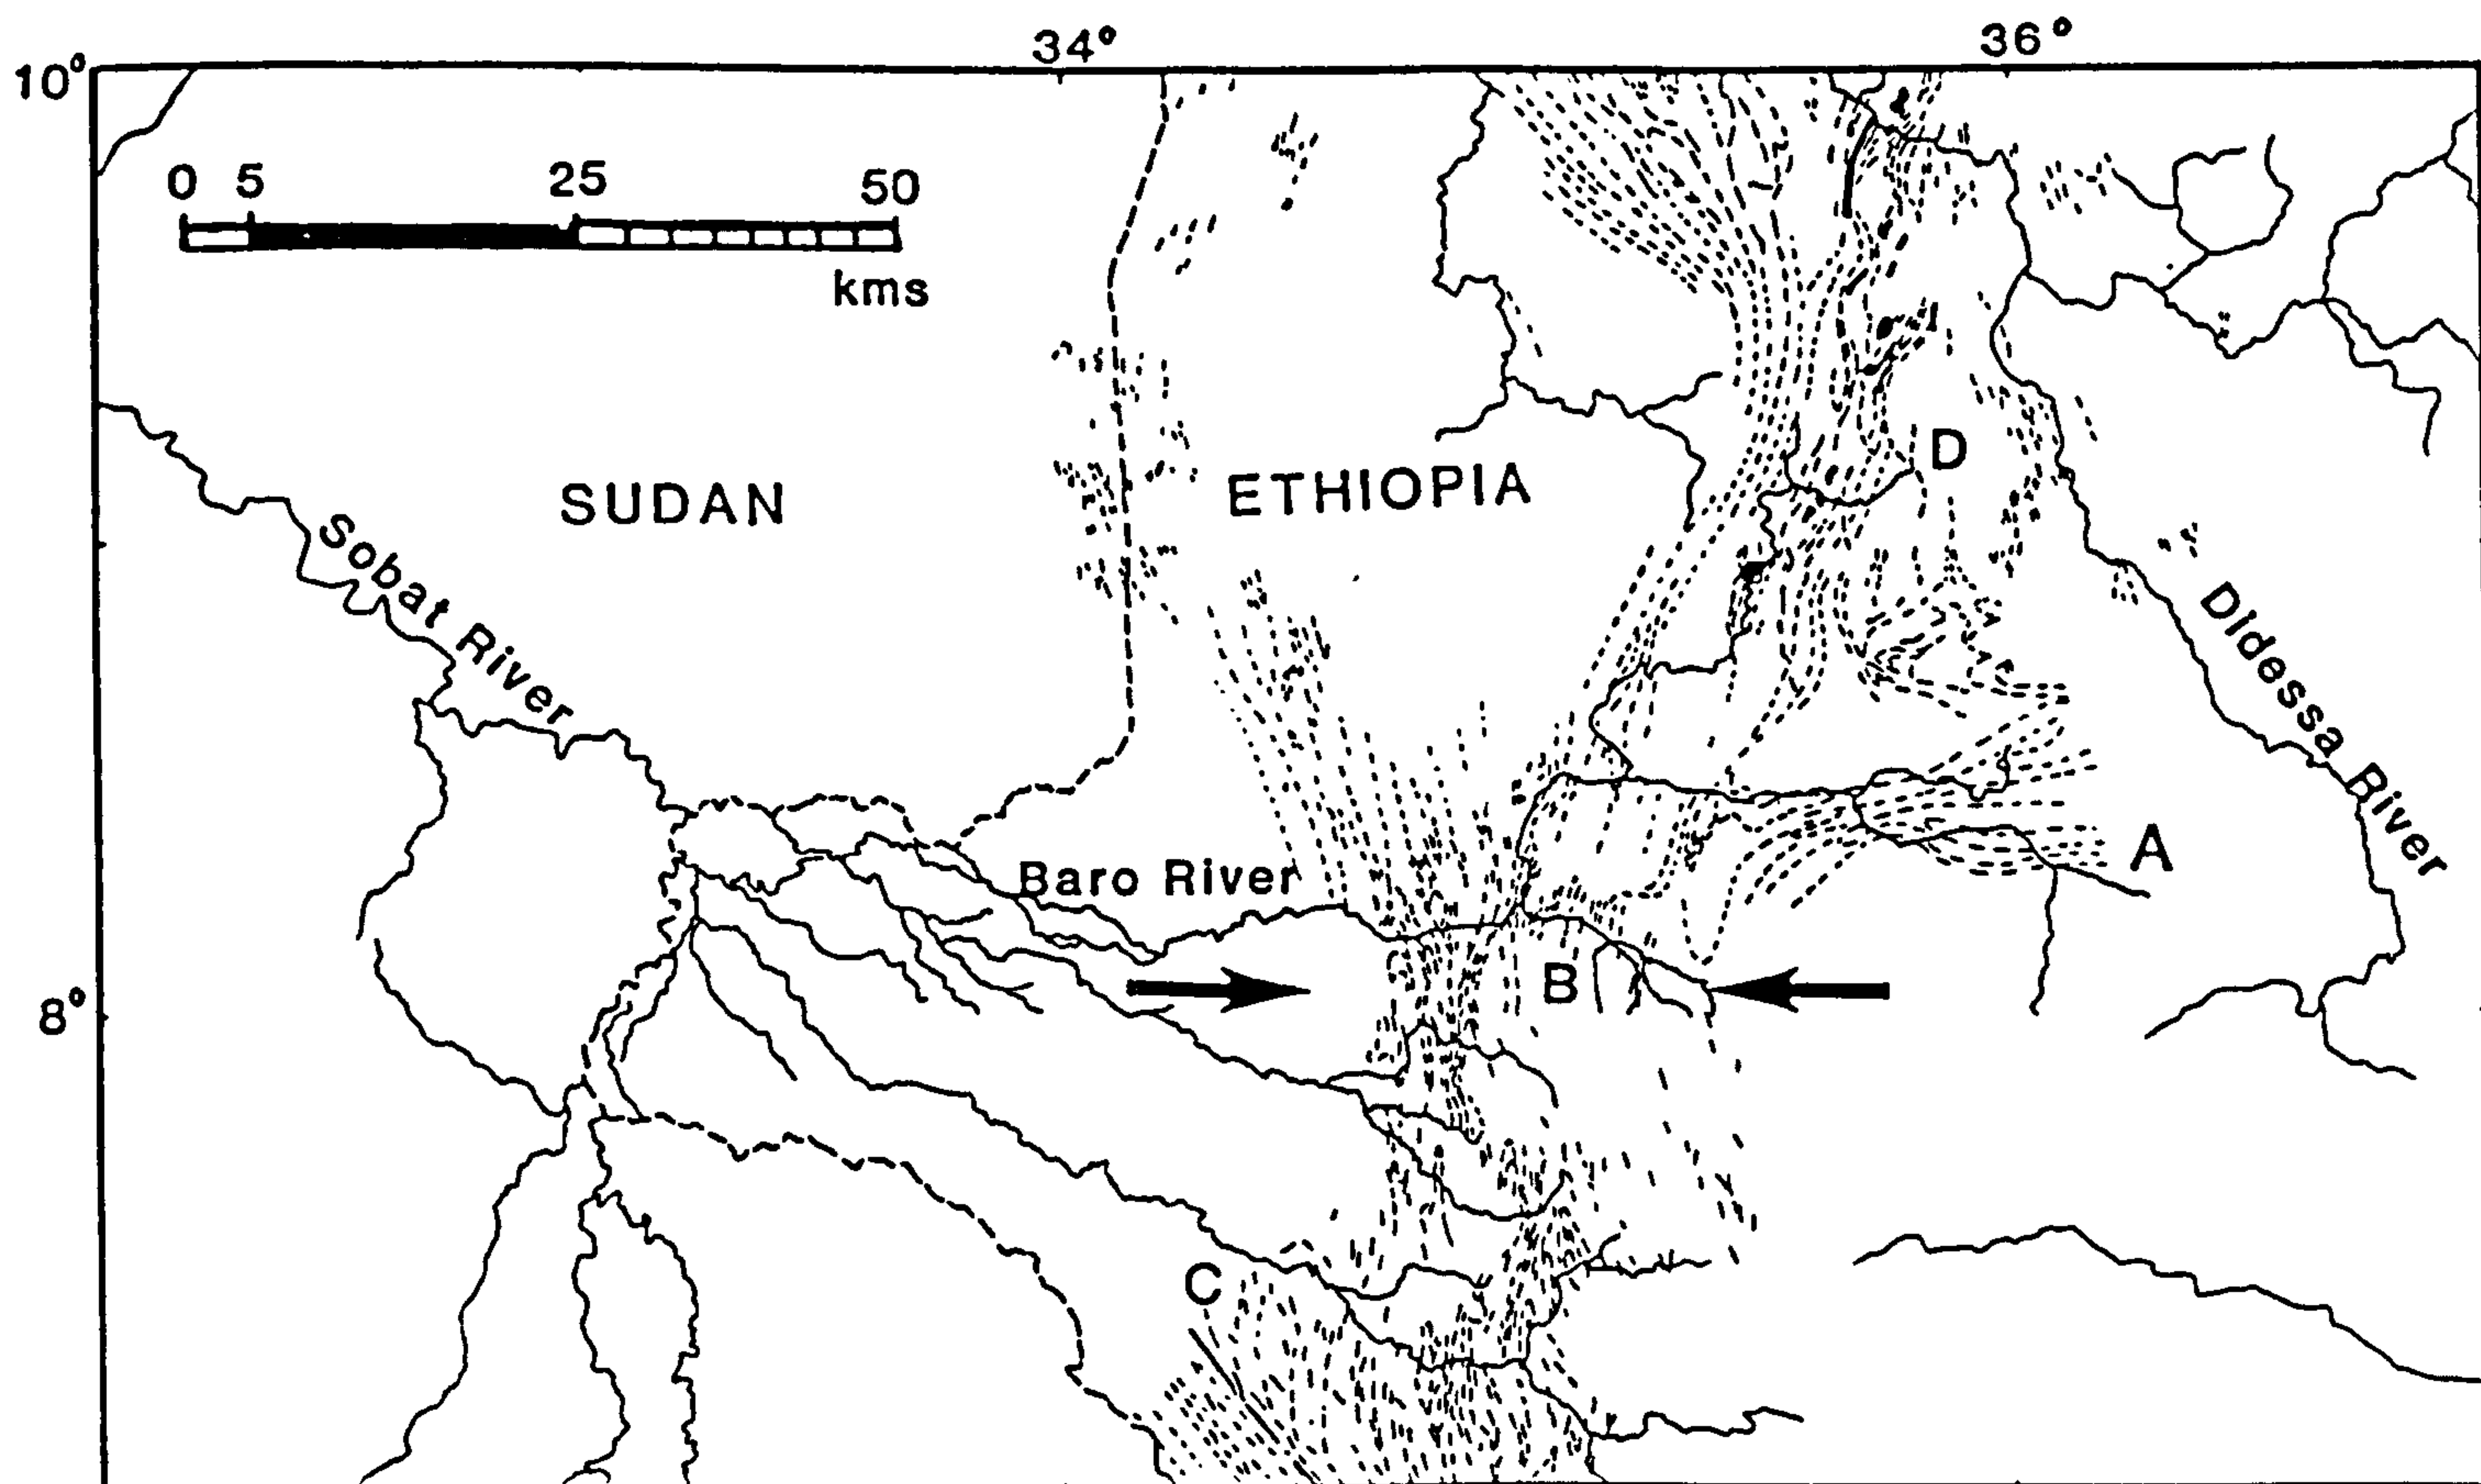 34° 36°
10°
0 5 25 50
kms
SUDAN ETHIOPIA
D
Sobat River
DIdessa River
Baro River
A
B
8°
C